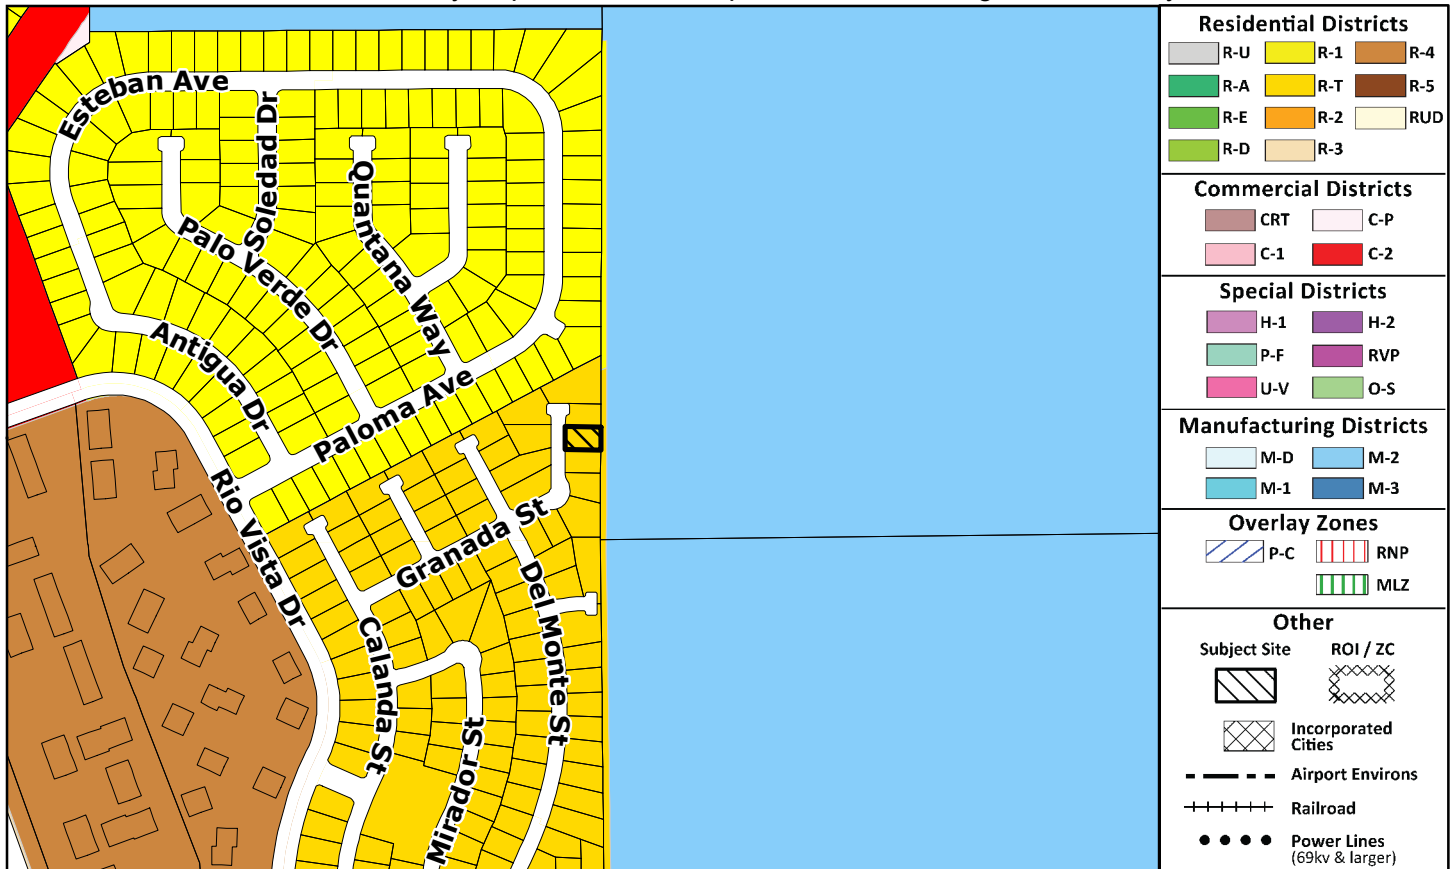 Esteban Ave
Soledad Dr
Quantana Way
Palo Verde Dr
Antigua Dr
Paloma Ave
Rio Vista Dr
Granada St
Calanda St
Del Monte St
Mirador St
Residential Districts
R-U R-1 R-4
R-A R-T R-5
R-E R-2 RUD
R-D R-3
Commercial Districts
CRT C-P
C-1 C-2
Special Districts
H-1 H-2
P-F RVP
U-V O-S
Manufacturing Districts
M-D M-2
M-1 M-3
Overlay Zones
P-C RNP
MLZ
Other
Subject Site ROI / ZC
Incorporated
Cities
Airport Environs
Railroad
Power Lines
(69kv & larger)